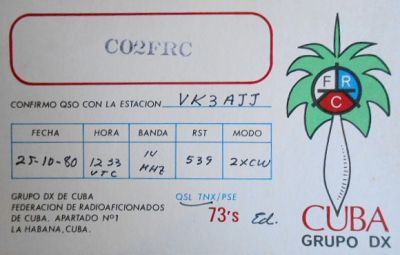 CO2FRC
CONFIRMO QSO CON LA ESTACION VK3AJJ
FECHA HORA BANDA RST MODO
25-10-80 1233 UTC 14 MHZ 539 2XCW
GRUPO DX DE CUBA
FEDERACION DE RADIOAFICIONADOS
DE CUBA. APARTADO Nº1
LA HABANA, CUBA.
QSL TNX/PSE
73's Ed.
F R C
CUBA
GRUPO DX